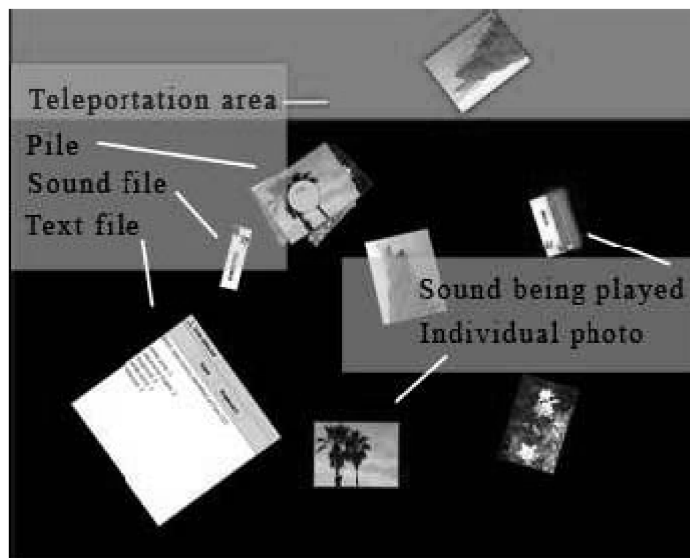 Teleportation area
Pile
Sound file
Text file
Sound being played
Individual photo